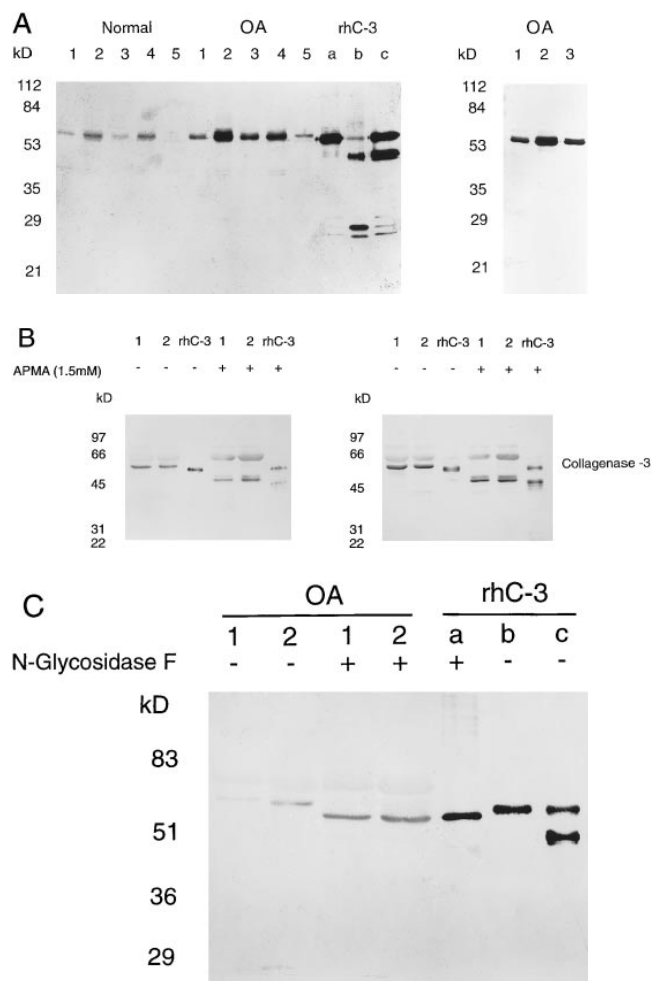 A
Normal OA rhC-3
kD 1 2 3 4 5 1 2 3 4 5 a b c
112
84
53
35
29
21
OA
kD 1 2 3
112
84
53
35
29
21
B
1 2 rhC-3 1 2 rhC-3
APMA (1.5mM) - - - + + +
kD
97
66
45
31
22
1 2 rhC-3 1 2 rhC-3
- - - + + +
kD
97
66
45
31
22
Collagenase -3
C
OA rhC-3
1 2 1 2 a b c
N-Glycosidase F - - + + + - -
kD
83
51
36
29